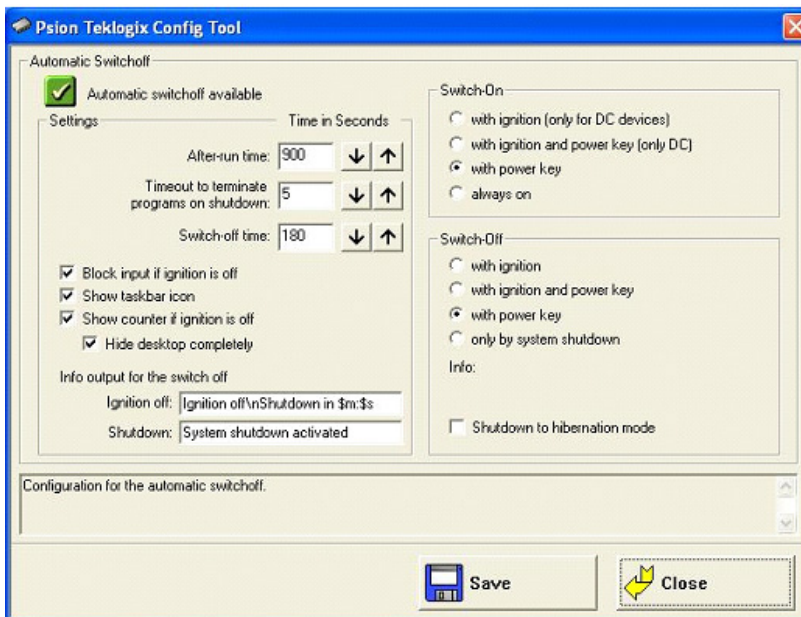 Psion Teklogix Config Tool
Automatic Switchoff
Automatic switchoff available
Settings
Time in Seconds
After-run time: 900
Timeout to terminate
programs on shutdown: 5
Switch-off time: 180
Block input if ignition is off
Show taskbar icon
Show counter if ignition is off
Hide desktop completely
Info output for the switch off
Ignition off: Ignition off\nShutdown in $m:$s
Shutdown: System shutdown activated
Switch-On
with ignition (only for DC devices)
with ignition and power key (only DC)
with power key
always on
Switch-Off
with ignition
with ignition and power key
with power key
only by system shutdown
Info:
Shutdown to hibernation mode
Configuration for the automatic switchoff.
Save
Close